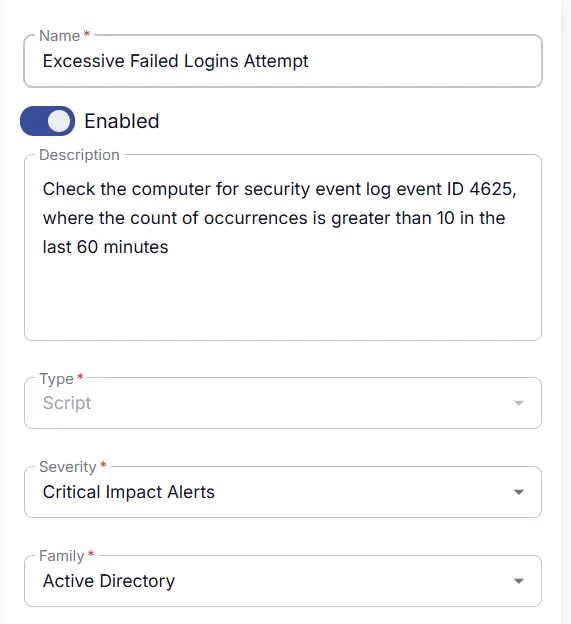 Name *
Excessive Failed Logins Attempt
Enabled
Description
Check the computer for security event log event ID 4625,
where the count of occurrences is greater than 10 in the
last 60 minutes
Type *
Script
Severity *
Critical Impact Alerts
Family *
Active Directory